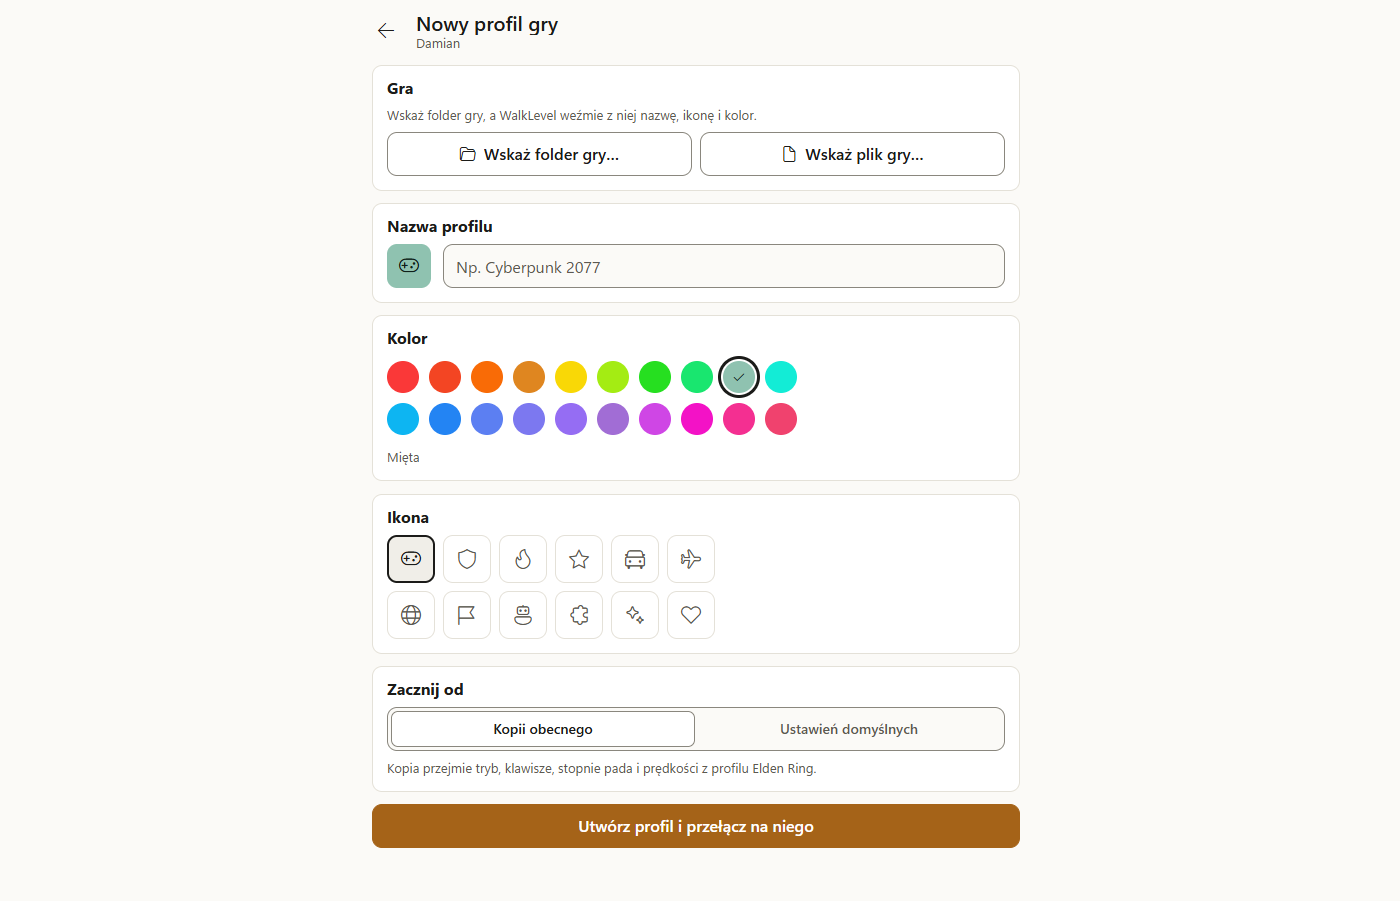 Nowy profil gry
Damian
Gra
Wskaż folder gry, a WalkLevel weźmie z niej nazwę, ikonę i kolor.
Wskaż folder gry...
Wskaż plik gry...
Nazwa profilu
Np. Cyberpunk 2077
Kolor
Mięta
Ikona
Zacznij od
Kopii obecnego
Ustawień domyślnych
Kopia przejmie tryb, klawisze, stopnie pada i prędkości z profilu Elden Ring.
Utwórz profil i przełącz na niego